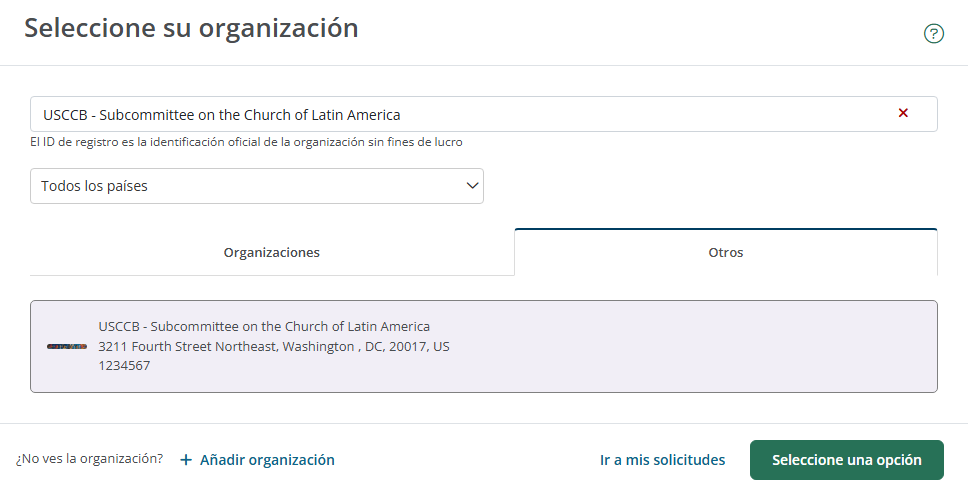 Seleccione su organización
?
USCCB - Subcommittee on the Church of Latin America
El ID de registro es la identificación oficial de la organización sin fines de lucro
Todos los países
Organizaciones
Otros
USCCB - Subcommittee on the Church of Latin America
3211 Fourth Street Northeast, Washington , DC, 20017, US
1234567
¿No ves la organización?
+ Añadir organización
Ir a mis solicitudes
Seleccione una opción